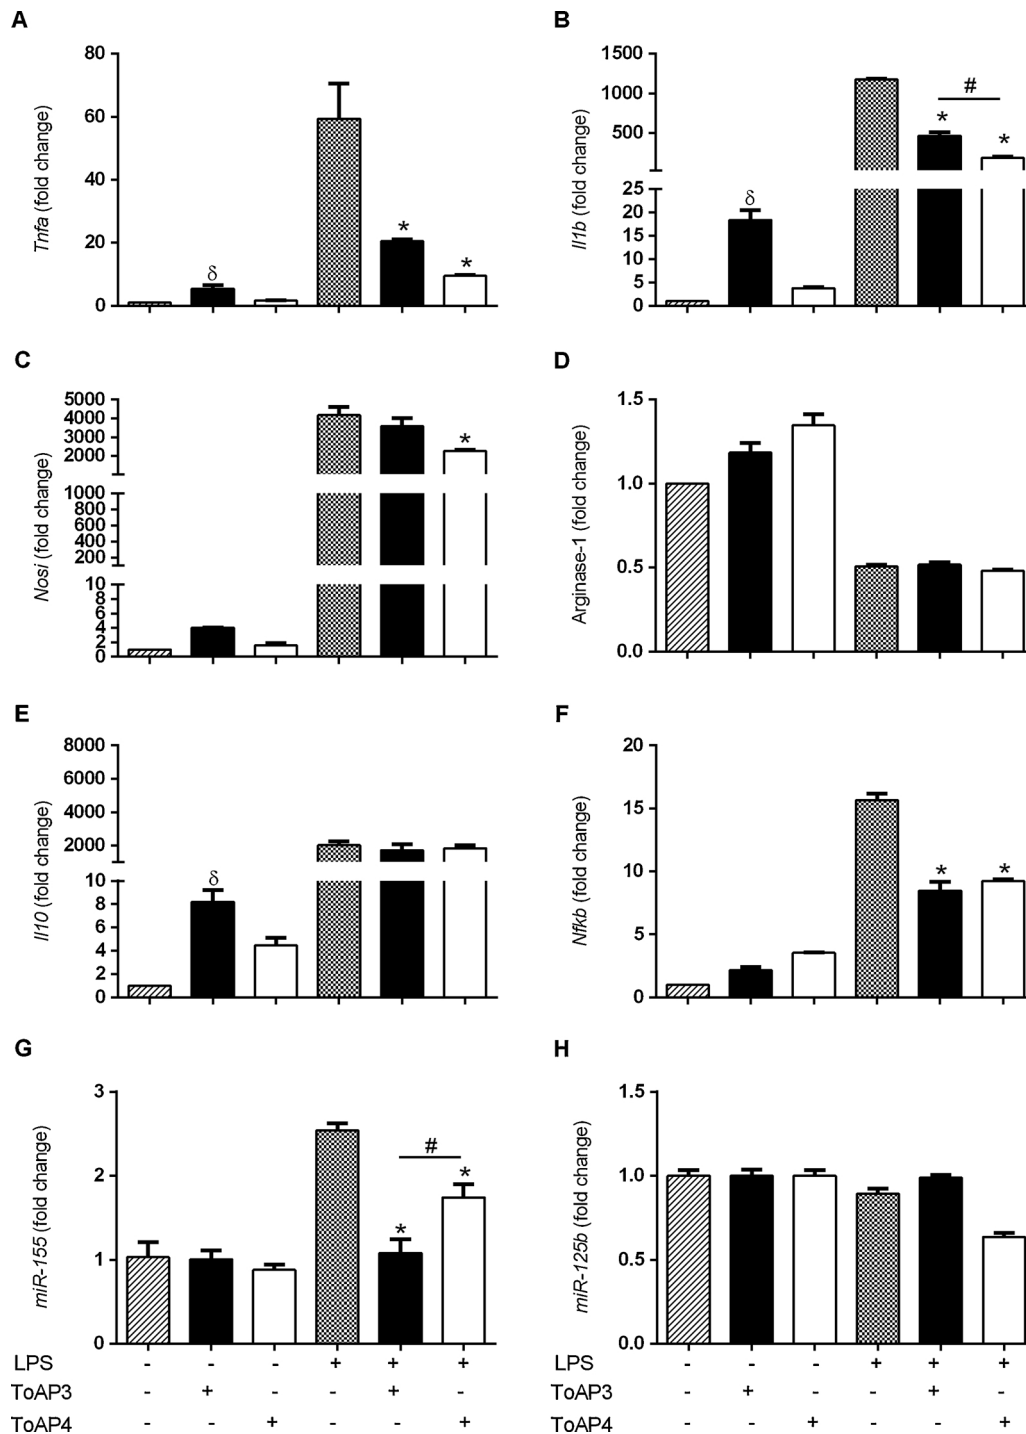 A
Tnfa (fold change)
80
60
40
20
0
δ
*
*
B
Il1b (fold change)
1500
1000
500
25
20
15
10
5
0
δ
#
*
*
C
Nosi (fold change)
5000
4000
3000
2000
1000
800
600
400
200
10
8
6
4
2
0
*
D
Arginase-1 (fold change)
1.5
1.0
0.5
0.0
E
Il10 (fold change)
8000
6000
4000
2000
10
8
6
4
2
0
δ
F
Nfkb (fold change)
20
15
10
5
0
*
*
G
miR-155 (fold change)
3
2
1
0
#
*
*
H
miR-125b (fold change)
1.5
1.0
0.5
0.0
LPS - - - + + +
ToAP3 - + - - + -
ToAP4 - - + - - +
LPS - - - + + +
ToAP3 - + - - + -
ToAP4 - - + - - +